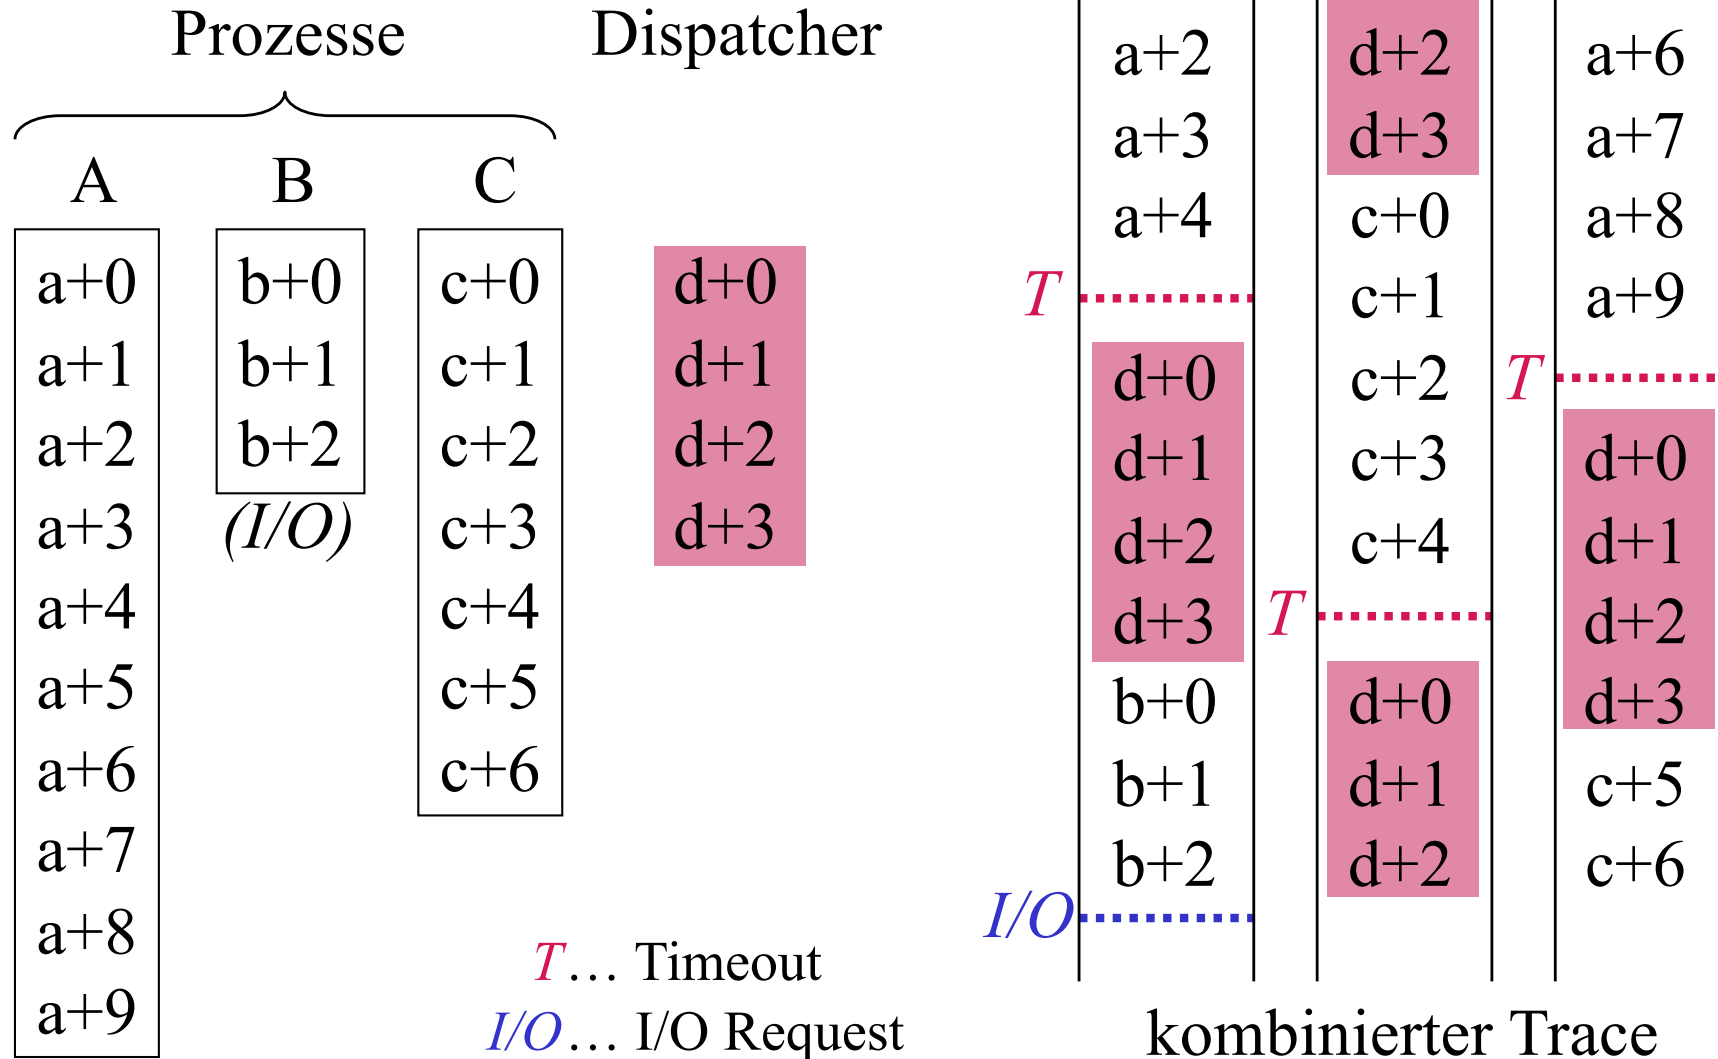 Prozesse
Dispatcher
A B C
a+0 b+0 c+0 d+0
a+1 b+1 c+1 d+1
a+2 b+2 c+2 d+2
a+3 (I/O) c+3 d+3
a+4 c+4
a+5 c+5
a+6 c+6
a+7
a+8
a+9
T... Timeout
I/O... I/O Request
a+2
a+3
a+4
T
d+0
d+1
d+2
d+3
b+0
b+1
b+2
I/O
d+2
d+3
c+0
c+1
c+2
c+3
c+4
T
d+0
d+1
d+2
a+6
a+7
a+8
a+9
T
d+0
d+1
d+2
d+3
c+5
c+6
kombinierter Trace